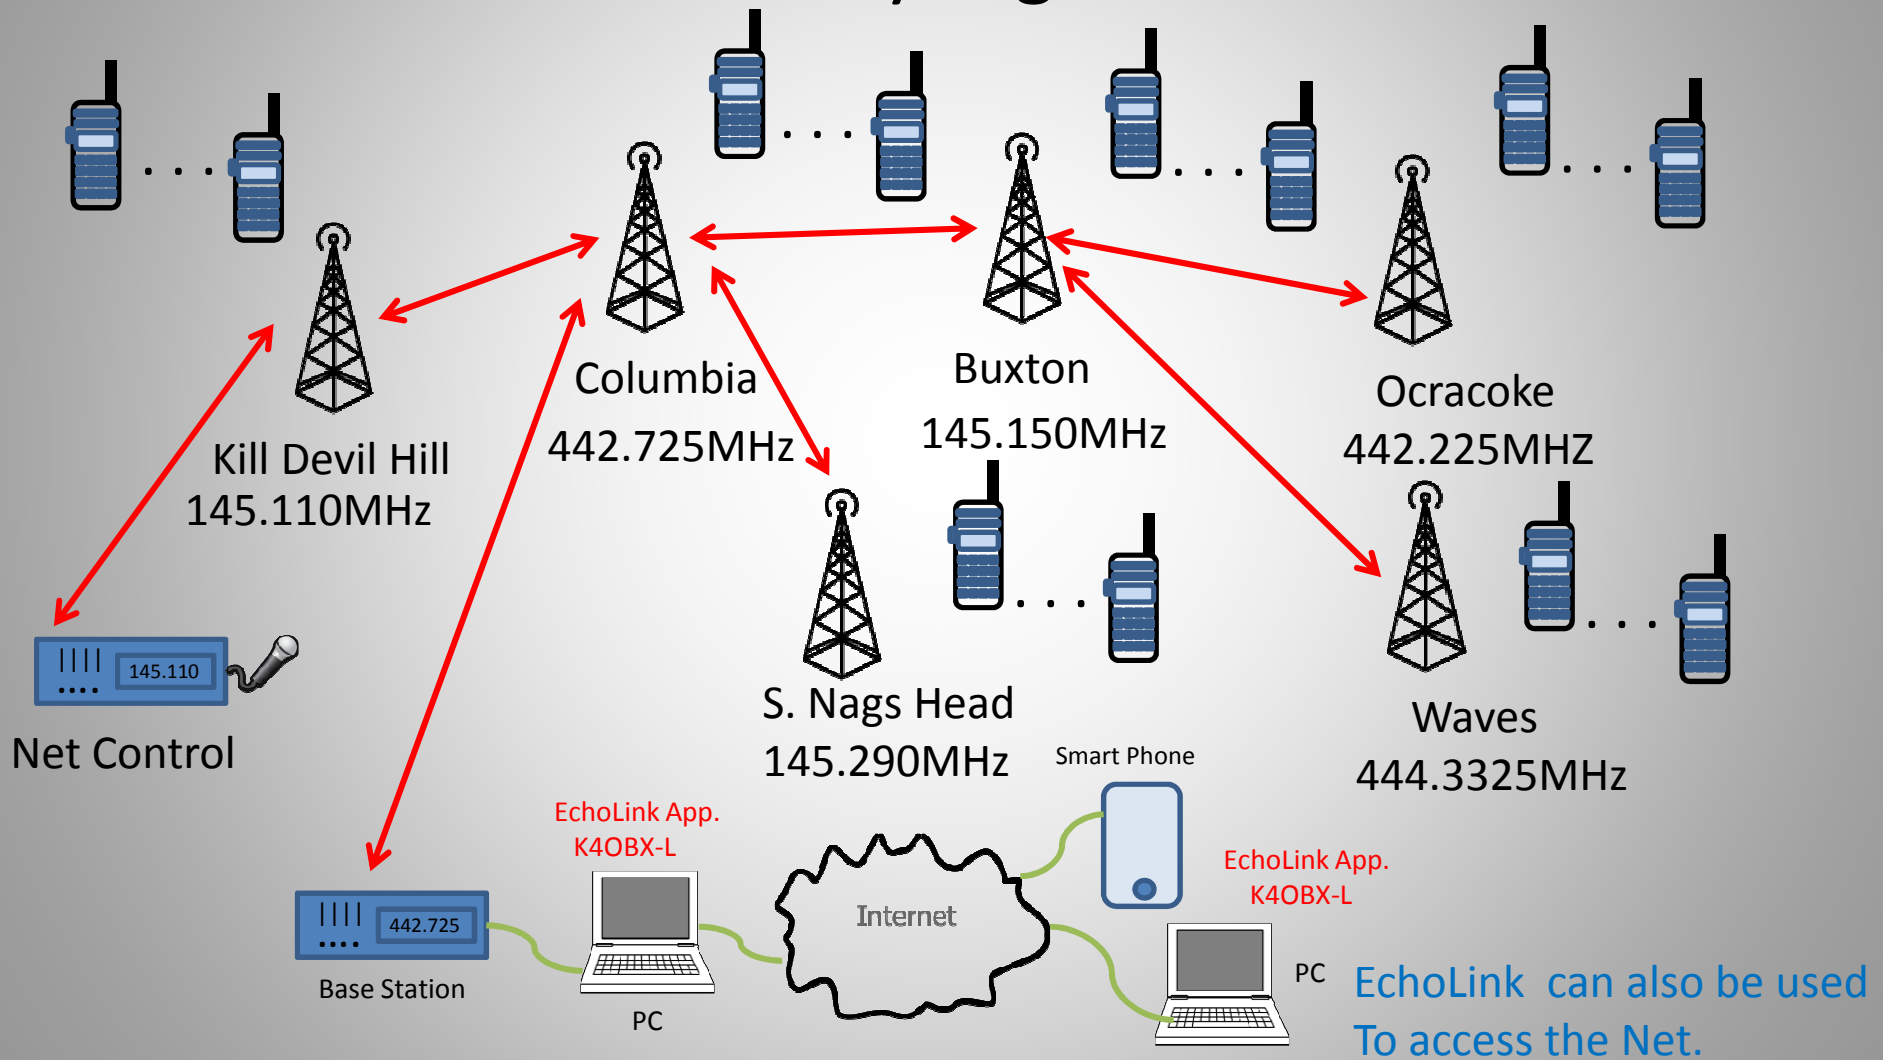 Columbia
442.725MHz
Buxton
145.150MHz
Ocracoke
442.225MHZ
Kill Devil Hill
145.110MHz
145.110
Net Control
S. Nags Head
145.290MHz
Waves
444.3325MHz
Smart Phone
EchoLink App.
K4OBX-L
EchoLink App.
K4OBX-L
Internet
442.725
Base Station
PC
PC
EchoLink  can also be used
To access the Net.